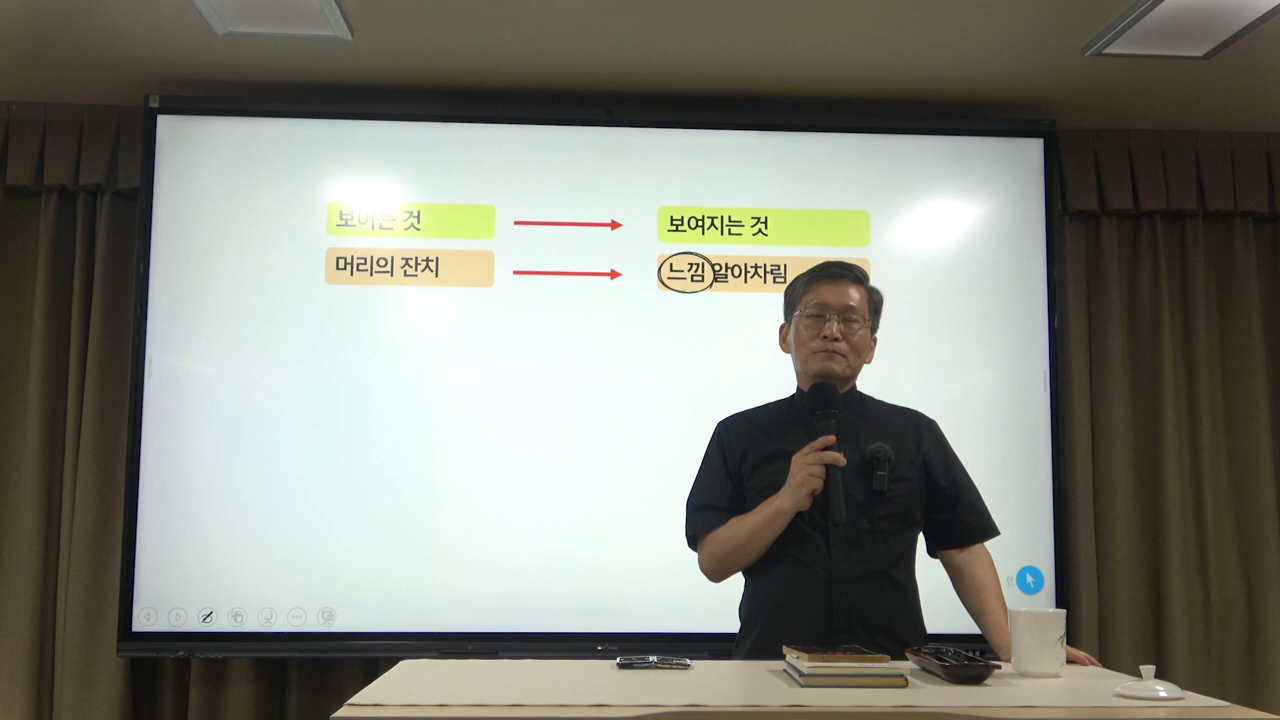 보이는 것
보여지는 것
머리의 잔치
느낌 알아차림